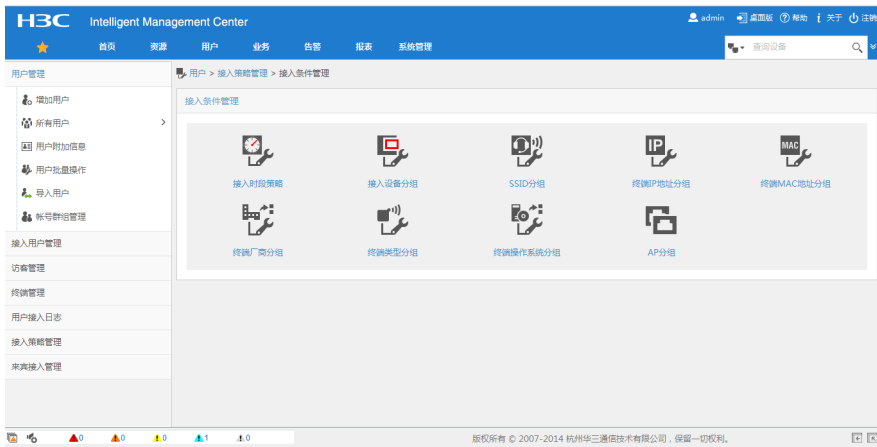 H3C Intelligent Management Center
admin 桌面版 帮助 关于 注销
首页 资源 用户 业务 告警 报表 系统管理
查询设备
用户管理
用户 > 接入策略管理 > 接入条件管理
增加用户
所有用户
用户附加信息
用户批量操作
导入用户
帐号群组管理
接入用户管理
访客管理
终端管理
用户接入日志
接入策略管理
来宾接入管理
接入条件管理
IP
MAC
接入时段策略 接入设备分组 SSID分组 终端IP地址分组 终端MAC地址分组
终端厂商分组 终端类型分组 终端操作系统分组 AP分组
0 0 0 1 0
版权所有 © 2007-2014 杭州华三通信技术有限公司，保留一切权利。